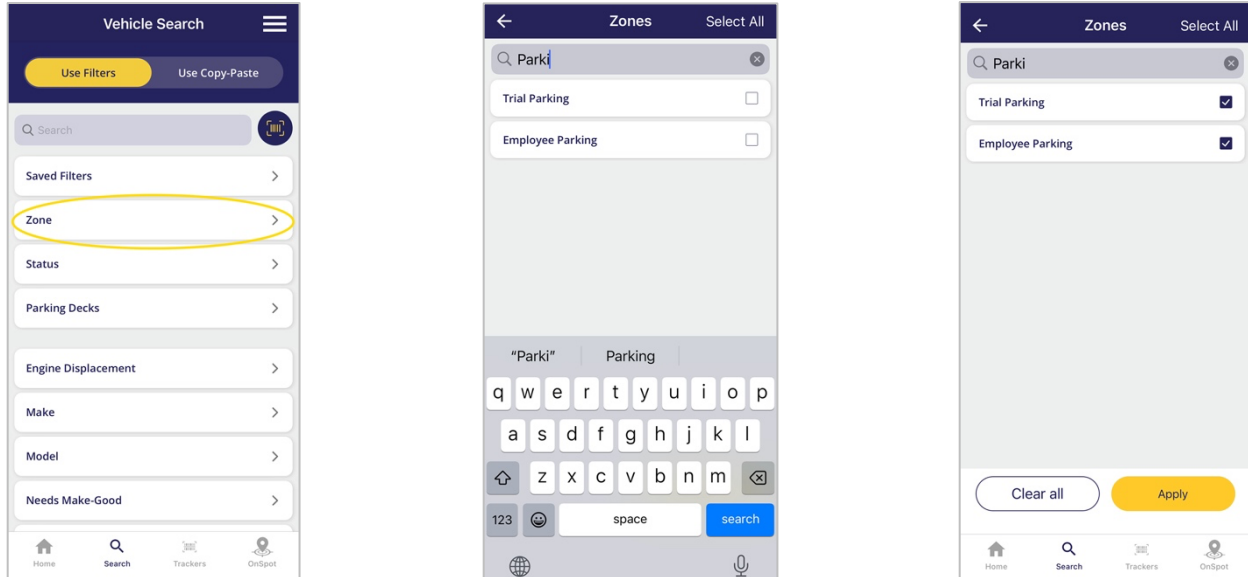 Vehicle Search
Use Filters
Use Copy-Paste
Search
Saved Filters
Zone
Status
Parking Decks
Engine Displacement
Make
Model
Needs Make-Good
Home
Search
Trackers
OnSpot
Zones
Select All
Parki
Trial Parking
Employee Parking
“Parki”
Parking
q w e r t y u i o p
a s d f g h j k l
z x c v b n m
123
space
search
Zones
Select All
Parki
Trial Parking
Employee Parking
Clear all
Apply
Home
Search
Trackers
OnSpot